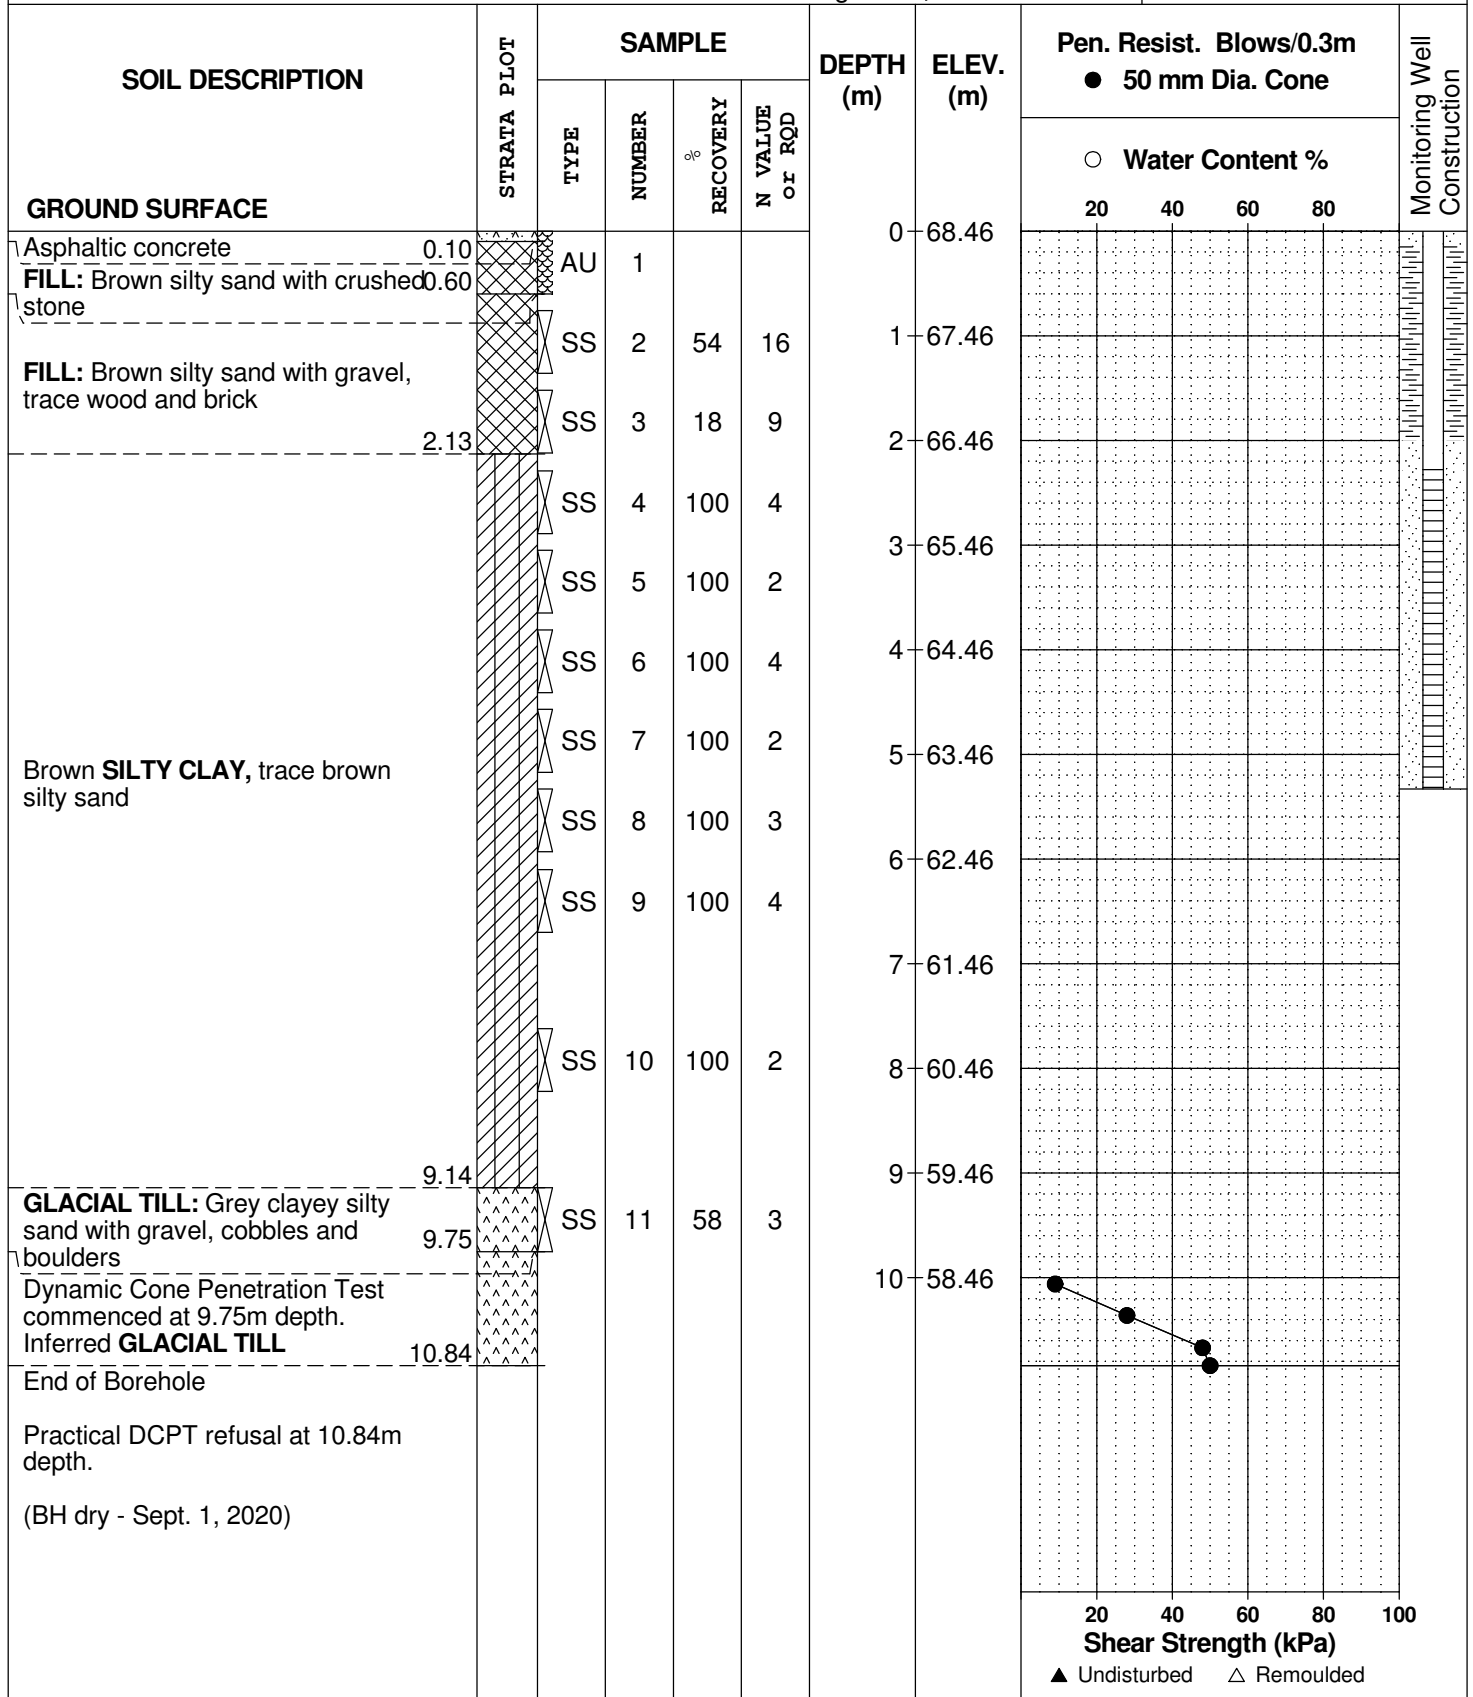 SOIL DESCRIPTION
GROUND SURFACE
STRATA PLOT
SAMPLE
TYPE
NUMBER
% RECOVERY
N VALUE or RQD
DEPTH (m)
ELEV. (m)
Pen. Resist. Blows/0.3m
● 50 mm Dia. Cone
○ Water Content %
20 40 60 80
Monitoring Well Construction
0 68.46
Asphaltic concrete 0.10
AU 1
FILL: Brown silty sand with crushed 0.60
stone
SS 2 54 16
1 67.46
FILL: Brown silty sand with gravel,
trace wood and brick
SS 3 18 9
2.13
2 66.46
SS 4 100 4
3 65.46
SS 5 100 2
4 64.46
SS 6 100 4
SS 7 100 2
5 63.46
Brown SILTY CLAY, trace brown
silty sand
SS 8 100 3
6 62.46
SS 9 100 4
7 61.46
SS 10 100 2
8 60.46
9.14
9 59.46
GLACIAL TILL: Grey clayey silty
sand with gravel, cobbles and
boulders
9.75
SS 11 58 3
10 58.46
Dynamic Cone Penetration Test
commenced at 9.75m depth.
Inferred GLACIAL TILL
10.84
End of Borehole
Practical DCPT refusal at 10.84m
depth.
(BH dry - Sept. 1, 2020)
20 40 60 80 100
Shear Strength (kPa)
▲ Undisturbed △ Remoulded